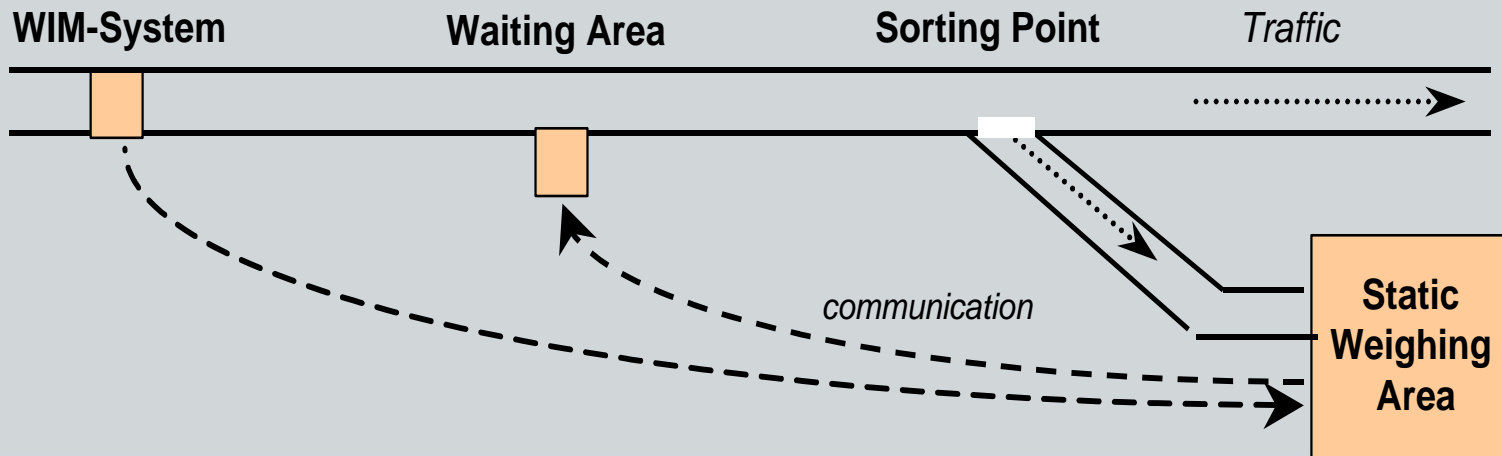 WIM-System
Waiting Area
Sorting Point
Traffic
communication
Static
Weighing
Area